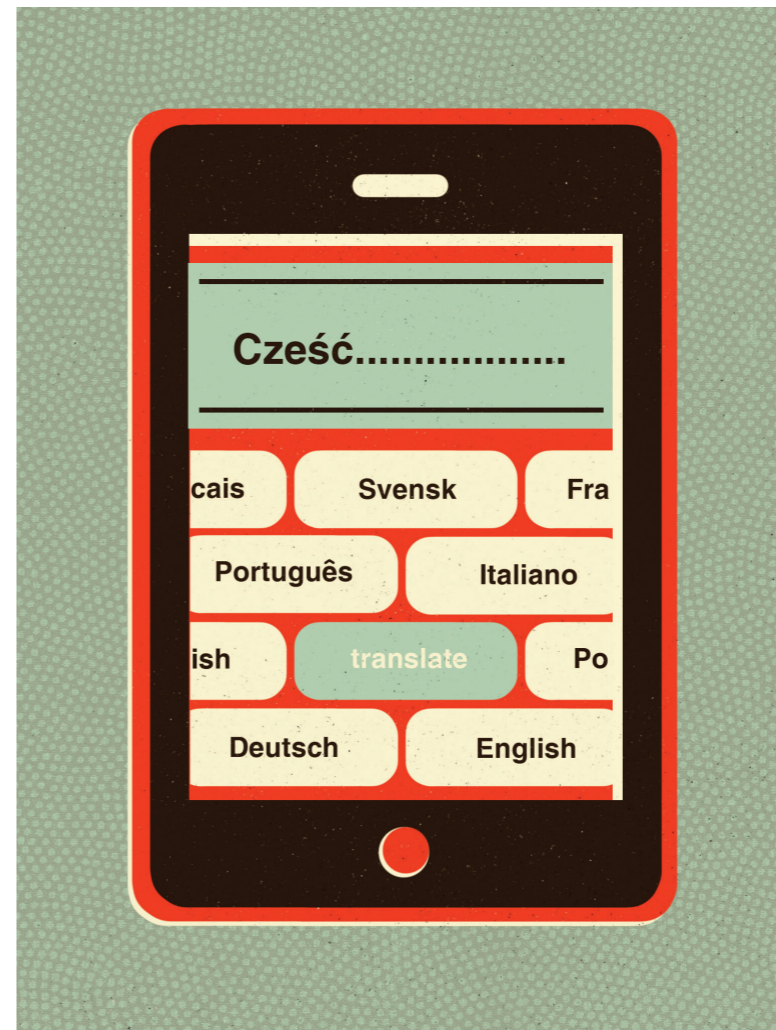 Cześć..................
cais Svensk Fra
Português Italiano
ish translate Po
Deutsch English